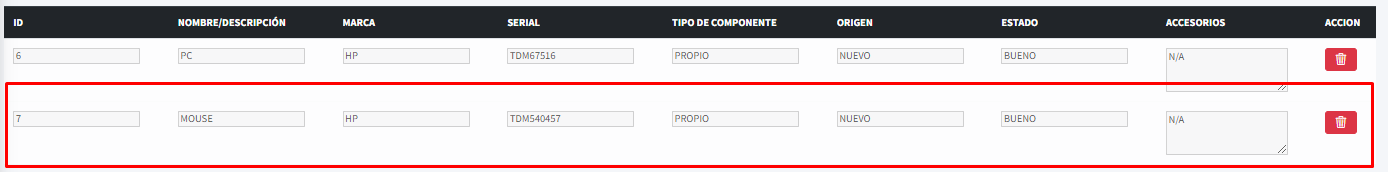 ID NOMBRE/DESCRIPCIÓN MARCA SERIAL TIPO DE COMPONENTE ORIGEN ESTADO ACCESORIOS ACCION
6 PC HP TDM67516 PROPIO NUEVO BUENO N/A
7 MOUSE HP TDM540457 PROPIO NUEVO BUENO N/A